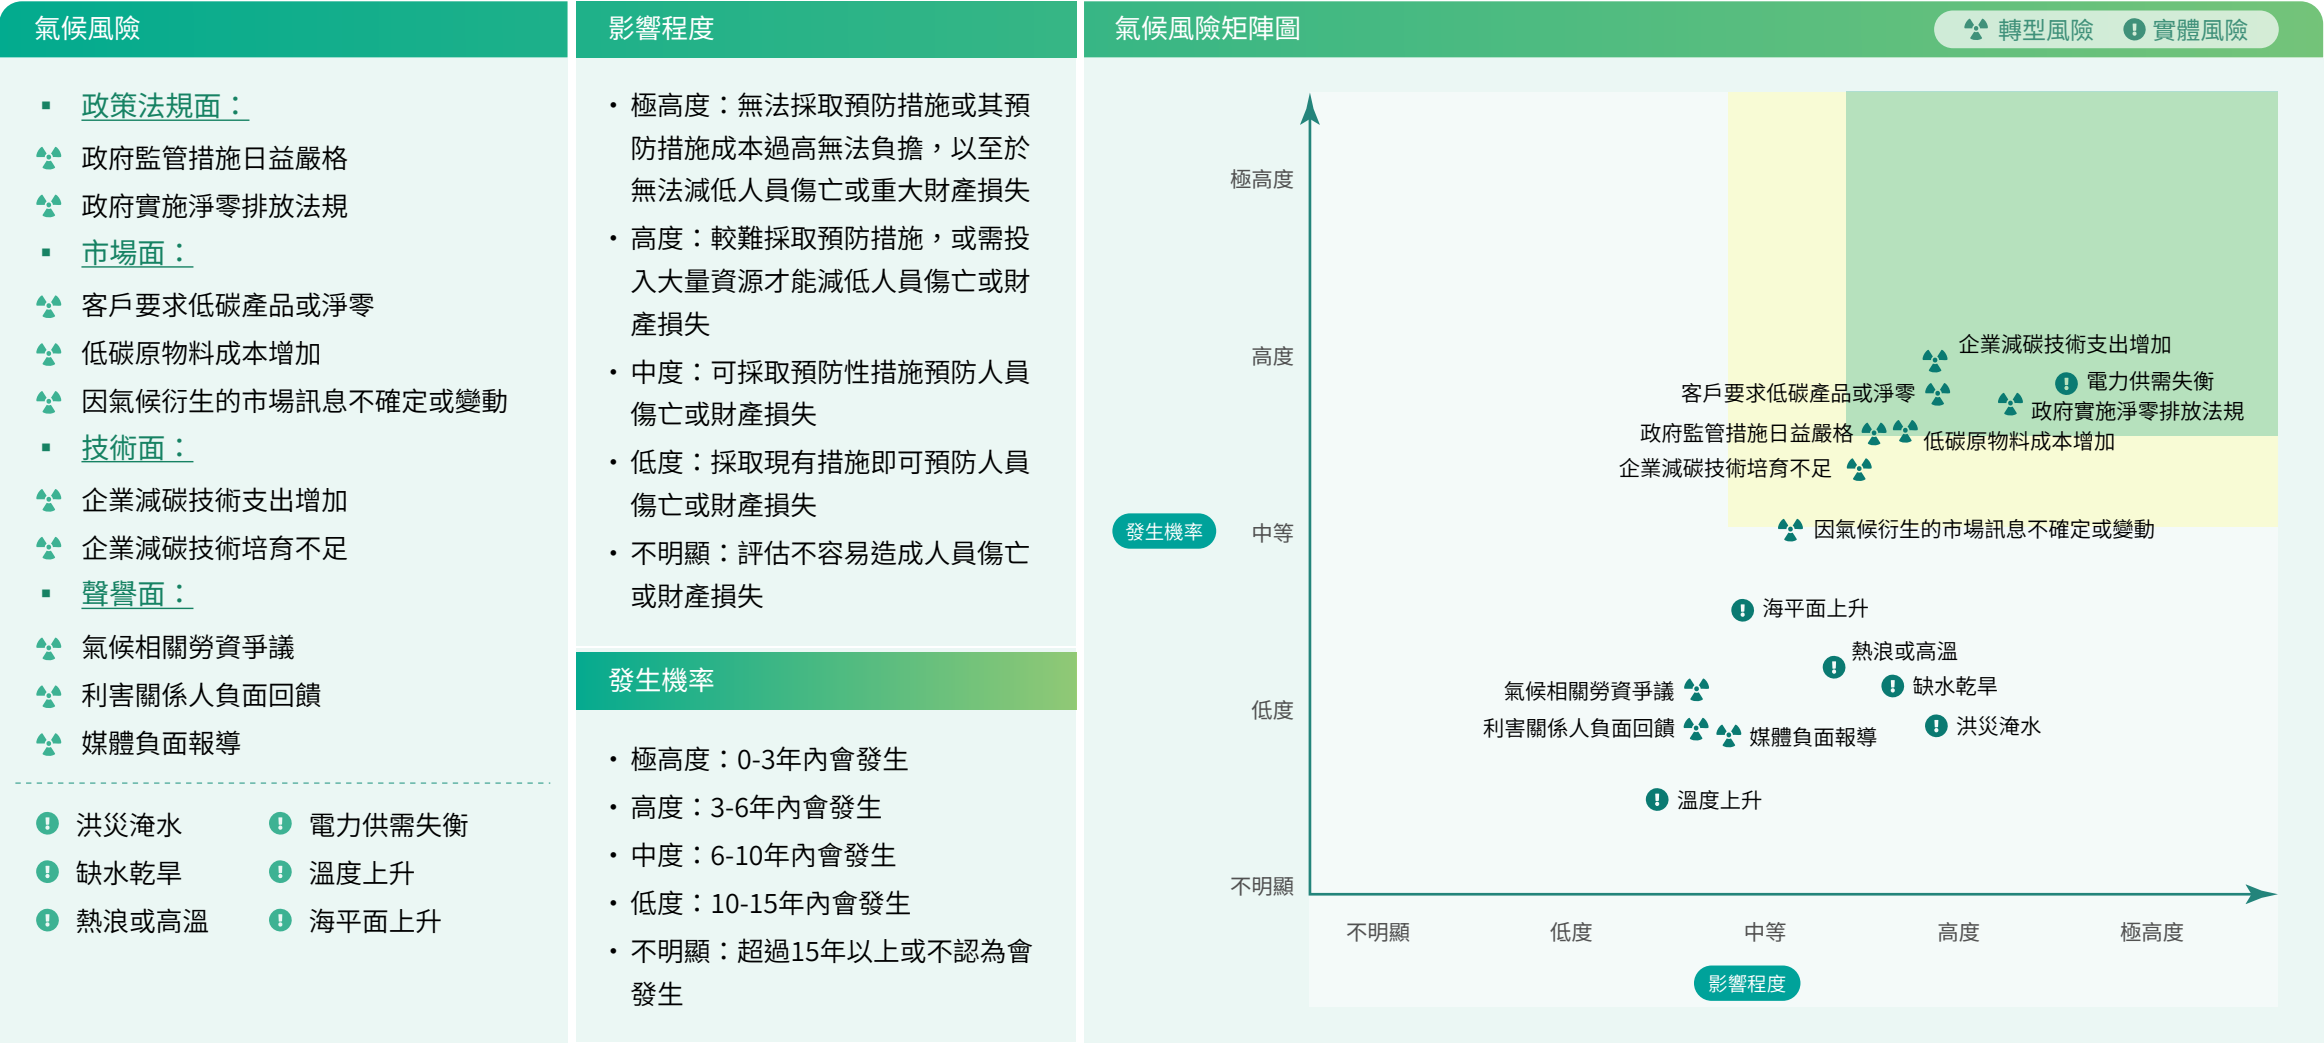 氣候風險
▪ 政策法規面：
政府監管措施日益嚴格
政府實施淨零排放法規
▪ 市場面：
客戶要求低碳產品或淨零
低碳原物料成本增加
因氣候衍生的市場訊息不確定或變動
▪ 技術面：
企業減碳技術支出增加
企業減碳技術培育不足
▪ 聲譽面：
氣候相關勞資爭議
利害關係人負面回饋
媒體負面報導
洪災淹水
電力供需失衡
缺水乾旱
溫度上升
熱浪或高溫
海平面上升
影響程度
・極高度：無法採取預防措施或其預
防措施成本過高無法負擔，以至於
無法減低人員傷亡或重大財產損失
・高度：較難採取預防措施，或需投
入大量資源才能減低人員傷亡或財
產損失
・中度：可採取預防性措施預防人員
傷亡或財產損失
・低度：採取現有措施即可預防人員
傷亡或財產損失
・不明顯：評估不容易造成人員傷亡
或財產損失
發生機率
・極高度：0-3年內會發生
・高度：3-6年內會發生
・中度：6-10年內會發生
・低度：10-15年內會發生
・不明顯：超過15年以上或不認為會
發生
氣候風險矩陣圖
轉型風險
實體風險
極高度
高度
企業減碳技術支出增加
電力供需失衡
客戶要求低碳產品或淨零
政府實施淨零排放法規
政府監管措施日益嚴格
低碳原物料成本增加
企業減碳技術培育不足
發生機率
中等
因氣候衍生的市場訊息不確定或變動
海平面上升
熱浪或高溫
缺水乾旱
氣候相關勞資爭議
低度
洪災淹水
利害關係人負面回饋
媒體負面報導
溫度上升
不明顯
不明顯
低度
中等
高度
極高度
影響程度